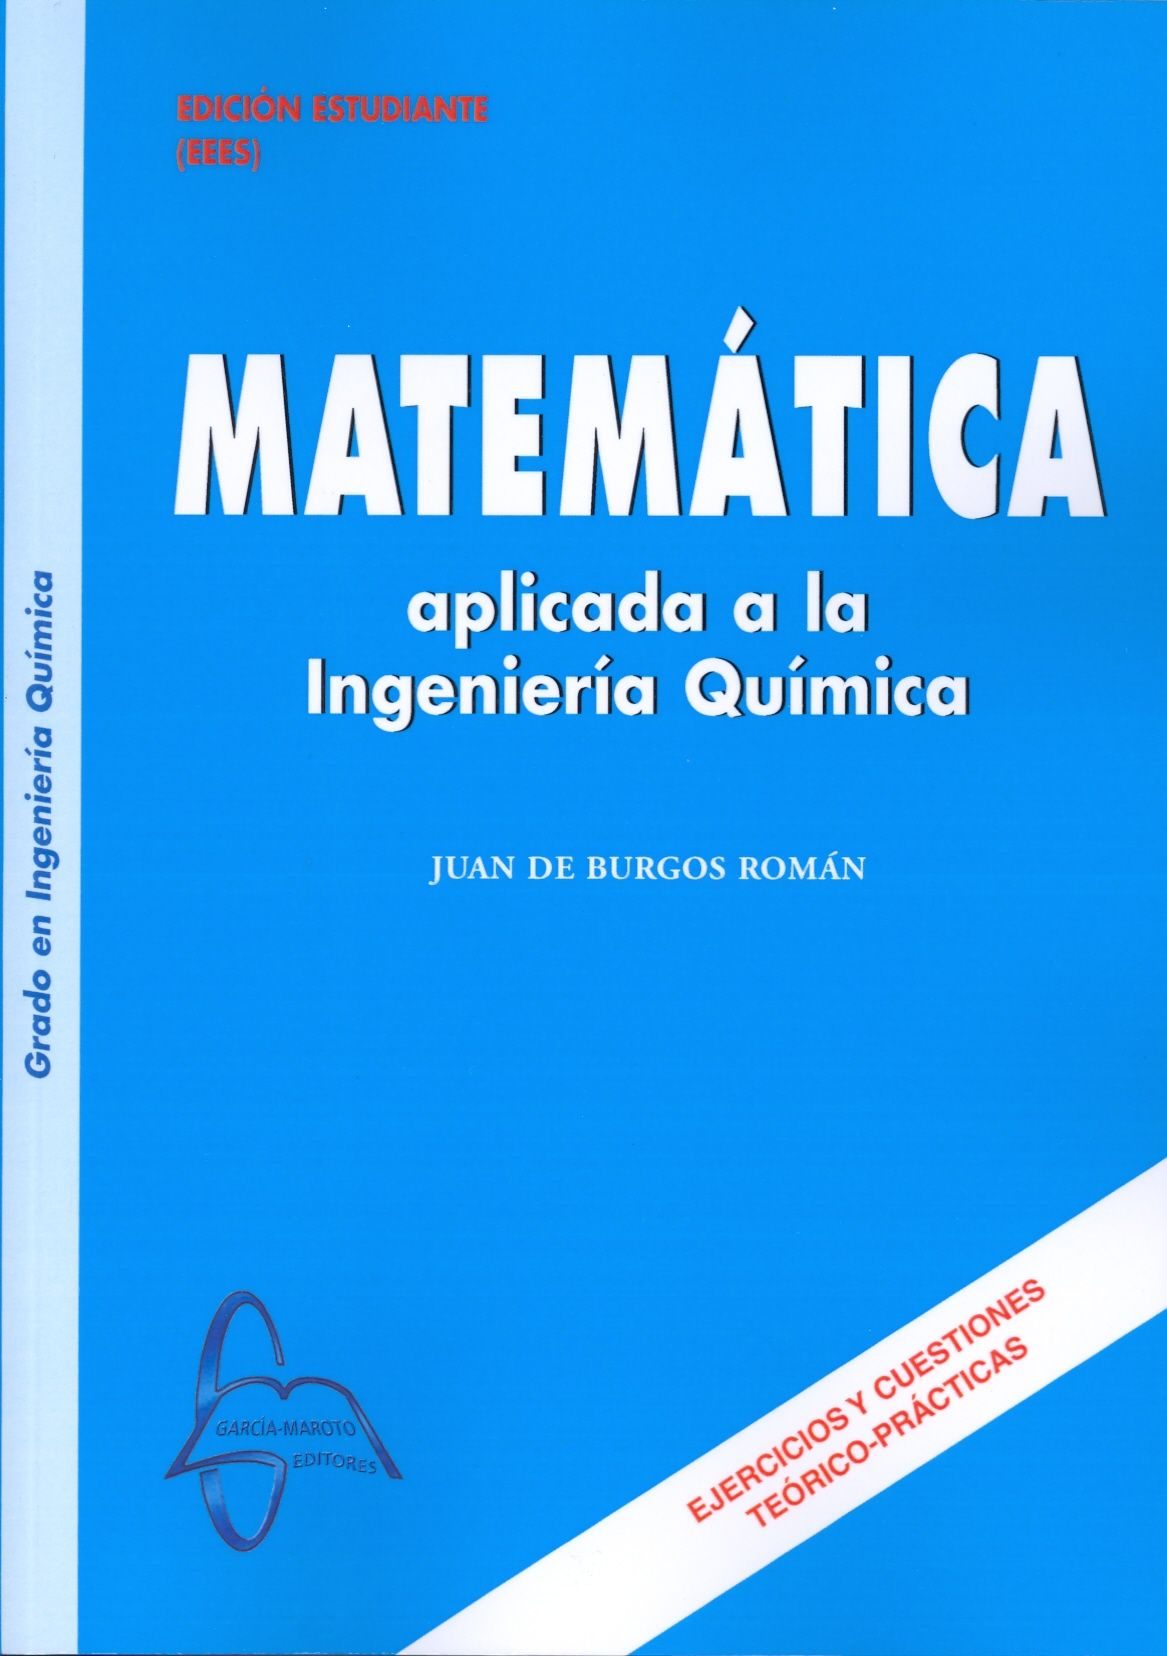 EDICIÓN ESTUDIANTE
(EEES)
MATEMÁTICA
aplicada a la
Ingeniería Química
JUAN DE BURGOS ROMÁN
Grado en Ingeniería Química
GARCÍA-MAROTO
EDITORES
EJERCICIOS Y CUESTIONES
TEÓRICO-PRÁCTICAS